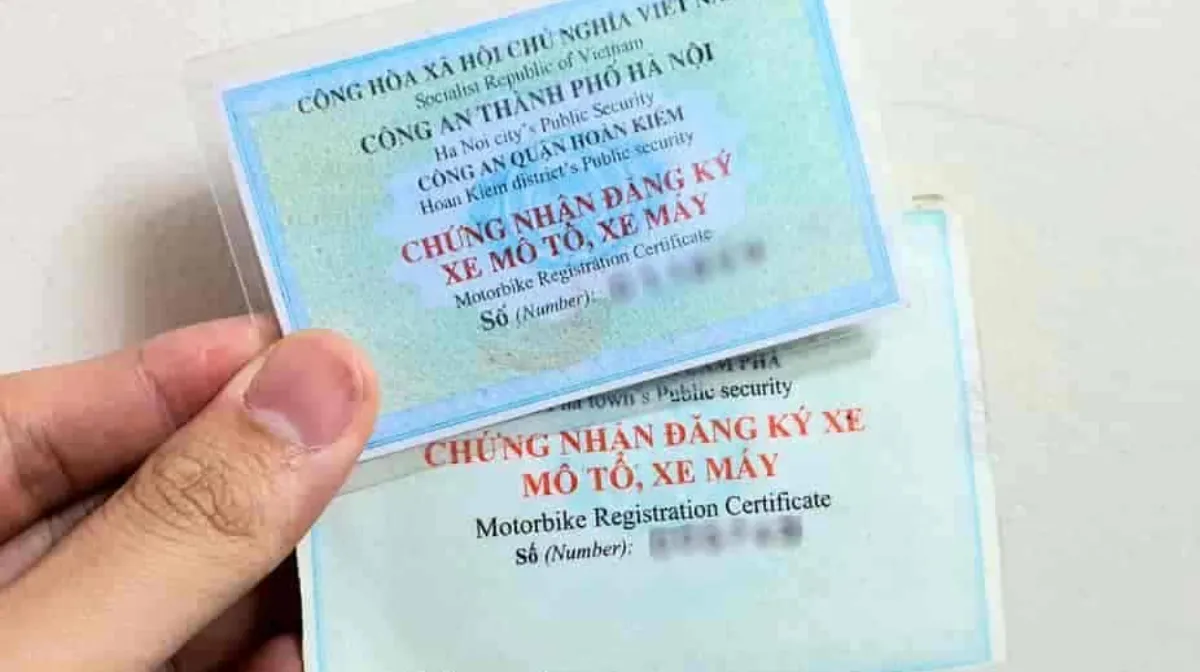 CỘNG HÒA XÃ HỘI CHỦ NGHĨA VIỆT
Socialist Republic of Vietnam
CÔNG AN THÀNH PHỐ HÀ NỘI
Ha Noi city's Public Security
CÔNG AN QUẬN HOÀN KIẾM
Hoan Kiem district's Public security
CHỨNG NHẬN ĐĂNG KÝ
XE MÔ TÔ, XE MÁY
Motorbike Registration Certificate
Số (Number):
PHẢ
town's Public security
CHỨNG NHẬN ĐĂNG KÝ XE
MÔ TÔ, XE MÁY
Motorbike Registration Certificate
Số (Number):